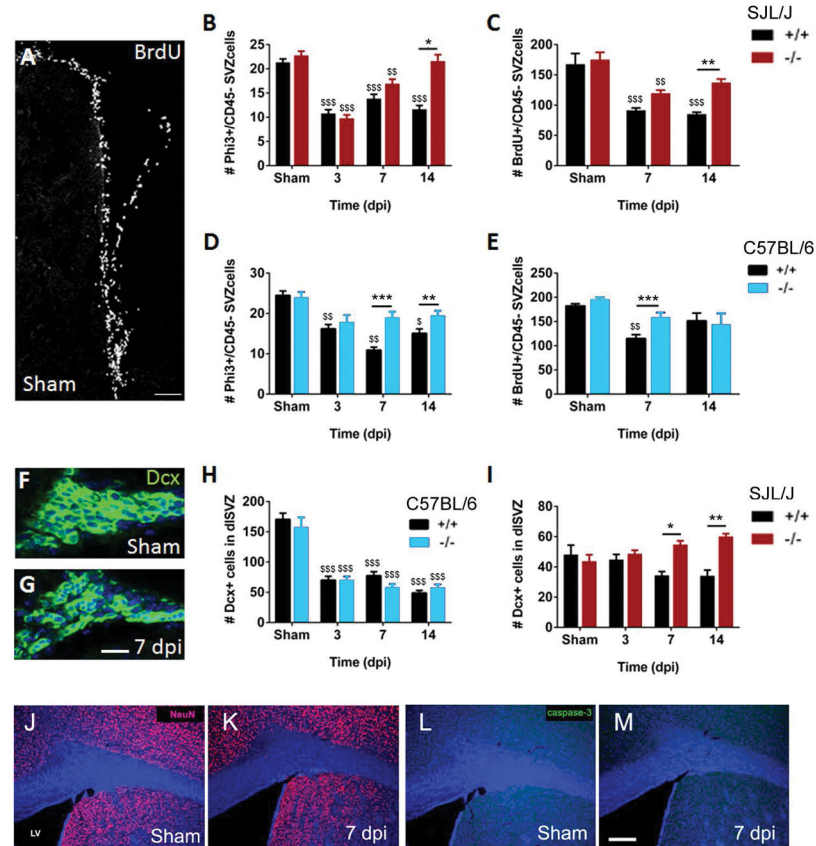 A
BrdU
Sham
B
# Phi3+/CD45- SVZcells
25
20
15
10
5
0
$$$
$$$
$$$
$$
$$$
*
Sham 3 7 14
Time (dpi)
C
SJL/J
+/+
-/-
# BrdU+/CD45- SVZcells
200
150
100
50
0
$$$
$$
$$$
**
Sham 7 14
Time (dpi)
D
# Phi3+/CD45- SVZcells
30
20
10
0
$$
$$
***
$
**
Sham 3 7 14
Time (dpi)
E
C57BL/6
+/+
-/-
# BrdU+/CD45- SVZcells
250
200
150
100
50
0
$$
***
Sham 7 14
Time (dpi)
F
Dcx
Sham
G
7 dpi
H
C57BL/6
+/+
-/-
# Dcx+ cells in dlSVZ
200
150
100
50
0
$$$ $$$
$$$
$$$
$$$
$$$
Sham 3 7 14
Time (dpi)
I
SJL/J
+/+
-/-
# Dcx+ cells in dlSVZ
80
60
40
20
0
*
**
Sham 3 7 14
Time (dpi)
J
NeuN
LV
Sham
K
7 dpi
L
caspase-3
Sham
M
7 dpi